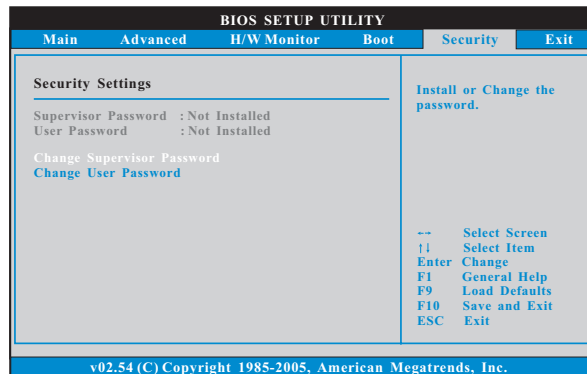 BIOS SETUP UTILITY
Main Advanced H/W Monitor Boot Security Exit
Security Settings
Supervisor Password : Not Installed
User Password : Not Installed
Change Supervisor Password
Change User Password
Install or Change the
password.
←→ Select Screen
↑↓ Select Item
Enter Change
F1 General Help
F9 Load Defaults
F10 Save and Exit
ESC Exit
v02.54 (C) Copyright 1985-2005, American Megatrends, Inc.